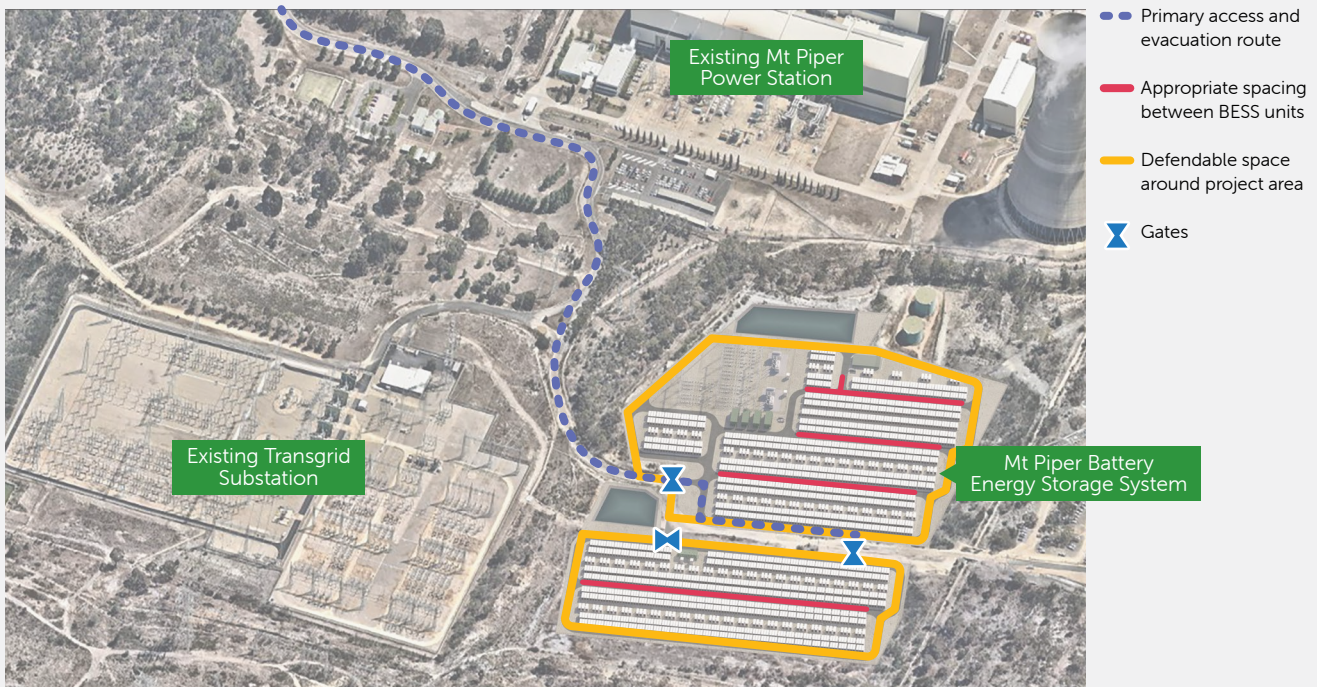 Existing Mt Piper
Power Station
Existing Transgrid
Substation
Mt Piper Battery
Energy Storage System
Primary access and
evacuation route
Appropriate spacing
between BESS units
Defendable space
around project area
Gates